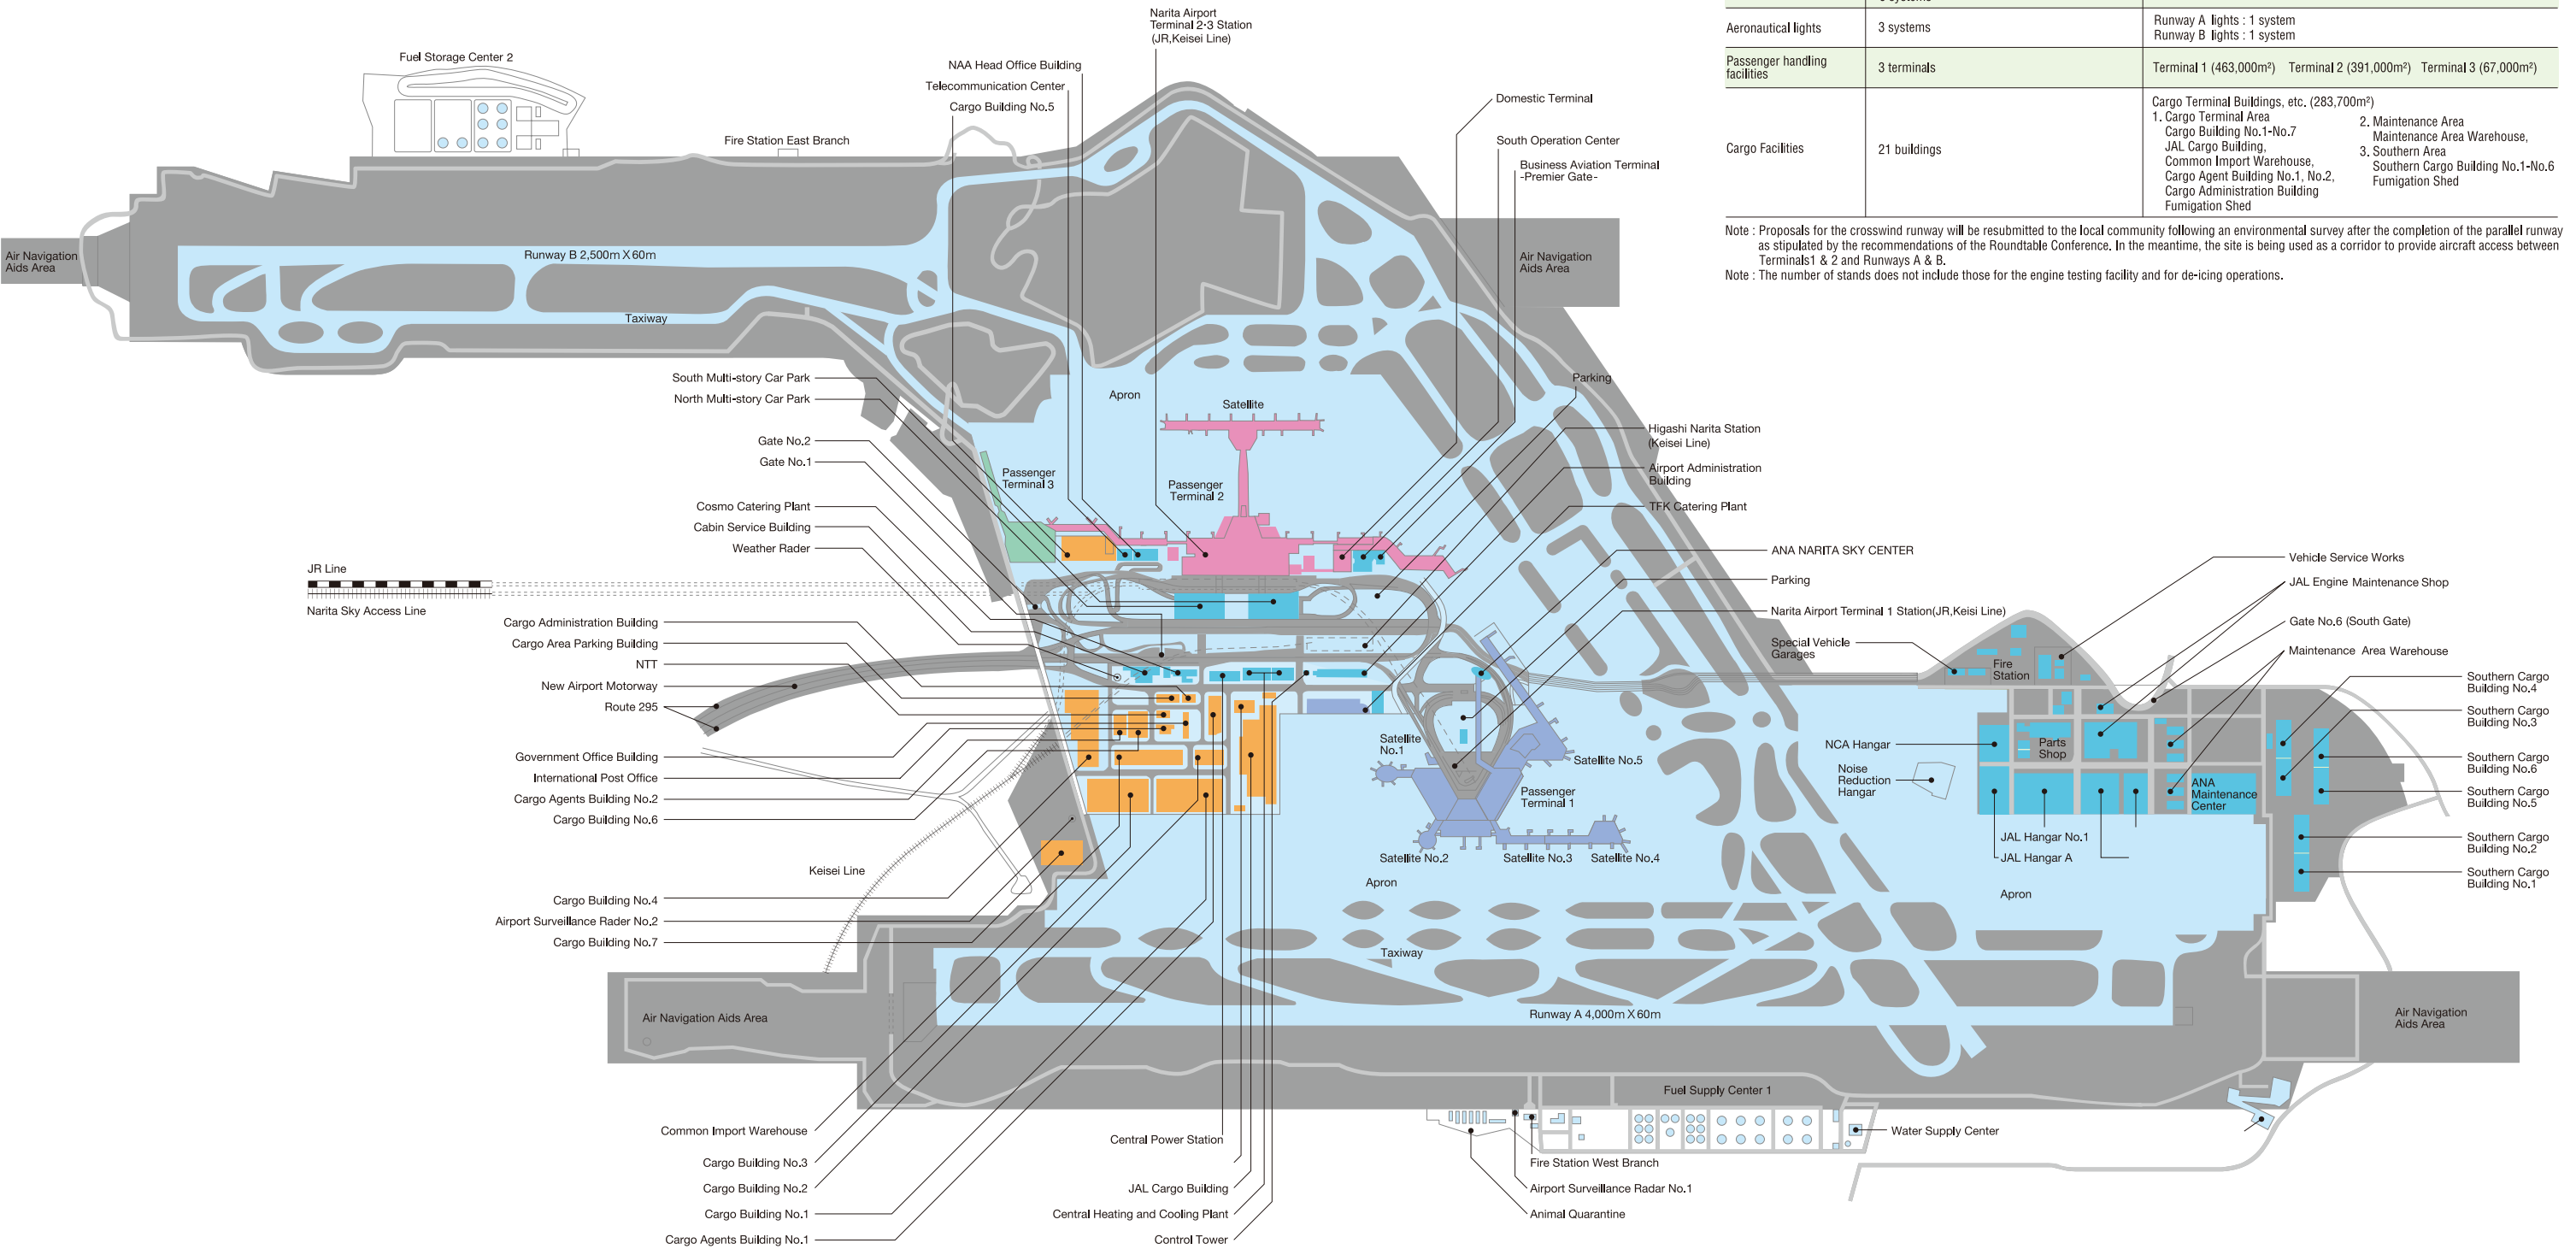 Aeronautical lights
3 systems
Runway A lights : 1 system
Runway B lights : 1 system
Passenger handling
facilities
3 terminals
Terminal 1 (463,000m²) Terminal 2 (391,000m²) Terminal 3 (67,000m²)
Cargo Facilities
21 buildings
Cargo Terminal Buildings, etc. (283,700m²)
1. Cargo Terminal Area
Cargo Building No.1-No.7
JAL Cargo Building,
Common Import Warehouse,
Cargo Agent Building No.1, No.2,
Cargo Administration Building
Fumigation Shed
2. Maintenance Area
Maintenance Area Warehouse,
3. Southern Area
Southern Cargo Building No.1-No.6
Fumigation Shed
Note : Proposals for the crosswind runway will be resubmitted to the local community following an environmental survey after the completion of the parallel runway
as stipulated by the recommendations of the Roundtable Conference. In the meantime, the site is being used as a corridor to provide aircraft access between
Terminals1 & 2 and Runways A & B.
Note : The number of stands does not include those for the engine testing facility and for de-icing operations.
Narita Airport
Terminal 2·3 Station
(JR,Keisei Line)
Fuel Storage Center 2
NAA Head Office Building
Telecommunication Center
Cargo Building No.5
Fire Station East Branch
Domestic Terminal
South Operation Center
Business Aviation Terminal
-Premier Gate-
Air Navigation
Aids Area
Runway B 2,500m X 60m
Air Navigation
Aids Area
Taxiway
South Multi-story Car Park
North Multi-story Car Park
Gate No.2
Gate No.1
Cosmo Catering Plant
Cabin Service Building
Weather Rader
Apron
Satellite
Parking
Passenger
Terminal 3
Passenger
Terminal 2
Higashi Narita Station
(Keisei Line)
Airport Administration
Building
TFK Catering Plant
ANA NARITA SKY CENTER
Parking
Narita Airport Terminal 1 Station(JR,Keisi Line)
Special Vehicle
Garages
Vehicle Service Works
JAL Engine Maintenance Shop
Gate No.6 (South Gate)
Maintenance Area Warehouse
JR Line
Narita Sky Access Line
Cargo Administration Building
Cargo Area Parking Building
NTT
New Airport Motorway
Route 295
Government Office Building
International Post Office
Cargo Agents Building No.2
Cargo Building No.6
Keisei Line
Cargo Building No.4
Airport Surveillance Rader No.2
Cargo Building No.7
Fire
Station
Southern Cargo
Building No.4
Southern Cargo
Building No.3
Southern Cargo
Building No.6
Southern Cargo
Building No.5
Southern Cargo
Building No.2
Southern Cargo
Building No.1
NCA Hangar
Parts
Shop
Noise
Reduction
Hangar
ANA
Maintenance
Center
JAL Hangar No.1
JAL Hangar A
Apron
Satellite
No.1
Satellite No.5
Passenger
Terminal 1
Satellite No.2
Satellite No.3
Satellite No.4
Apron
Taxiway
Air Navigation Aids Area
Runway A 4,000m X 60m
Air Navigation
Aids Area
Fuel Supply Center 1
Common Import Warehouse
Cargo Building No.3
Cargo Building No.2
Cargo Building No.1
Cargo Agents Building No.1
Central Power Station
JAL Cargo Building
Central Heating and Cooling Plant
Control Tower
Fire Station West Branch
Airport Surveillance Radar No.1
Animal Quarantine
Water Supply Center